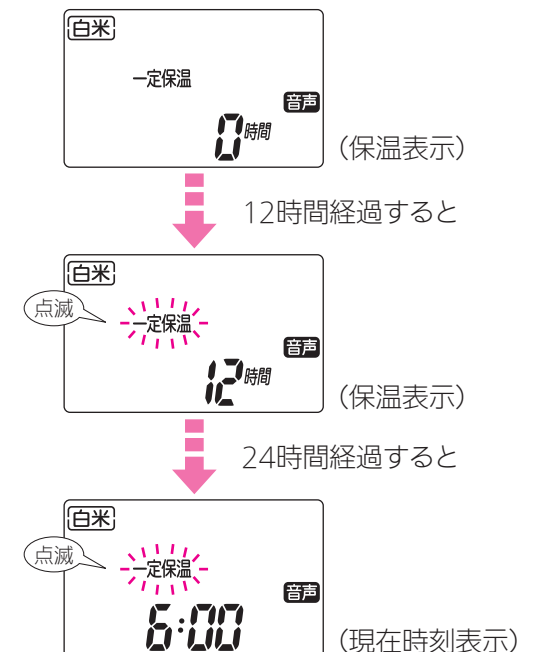 白米
一定保温
音声
0時間
(保温表示)
12時間経過すると
白米
点滅
一定保温
音声
12時間
(保温表示)
24時間経過すると
白米
点滅
一定保温
音声
6:00
(現在時刻表示)